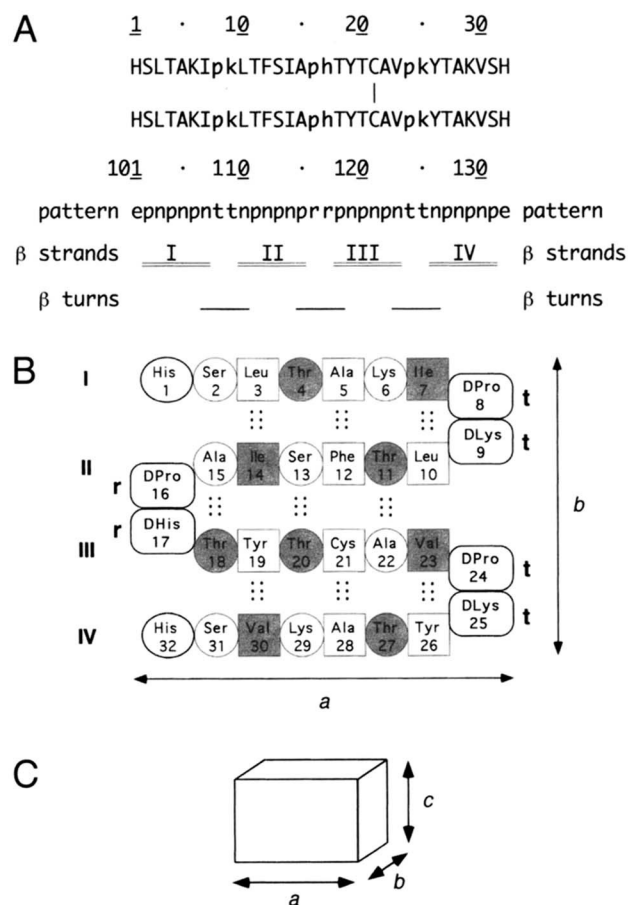 A
1 · 10 · 20 · 30
HSLTAKIpkLTFSIAphTYTCAVpkYTAKVSH
HSLTAKIpkLTFSIAphTYTCAVpkYTAKVSH
101 · 110 · 120 · 130
pattern epnpnpnttnpnpnprrpnpnpnttnpnpnpe pattern
β strands I II III IV β strands
β turns β turns
B
I His 1 Ser 2 Leu 3 Thr 4 Ala 5 Lys 6 Ile 7
DPro 8 t
DLys 9 t
II Ala 15 Ile 14 Ser 13 Phe 12 Thr 11 Leu 10
r DPro 16
b
r DHis 17
III Thr 18 Tyr 19 Thr 20 Cys 21 Ala 22 Val 23
DPro 24 t
DLys 25 t
IV His 32 Ser 31 Val 30 Lys 29 Ala 28 Thr 27 Tyr 26
a
C
c
b
a